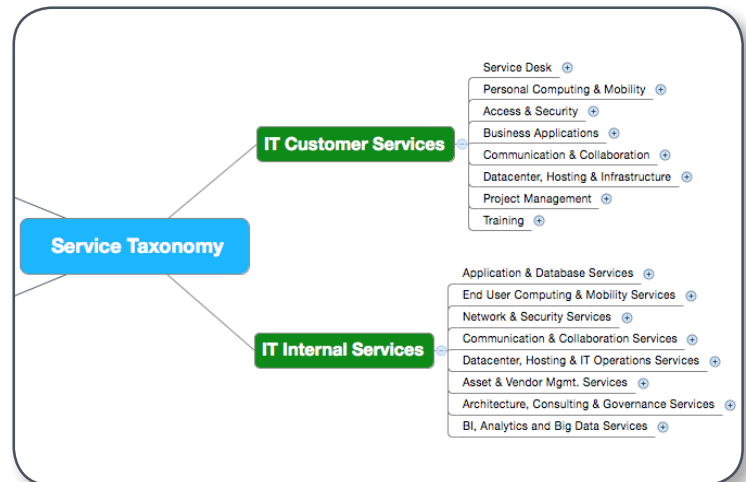 Service Taxonomy
IT Customer Services
Service Desk
Personal Computing & Mobility
Access & Security
Business Applications
Communication & Collaboration
Datacenter, Hosting & Infrastructure
Project Management
Training
IT Internal Services
Application & Database Services
End User Computing & Mobility Services
Network & Security Services
Communication & Collaboration Services
Datacenter, Hosting & IT Operations Services
Asset & Vendor Mgmt. Services
Architecture, Consulting & Governance Services
BI, Analytics and Big Data Services